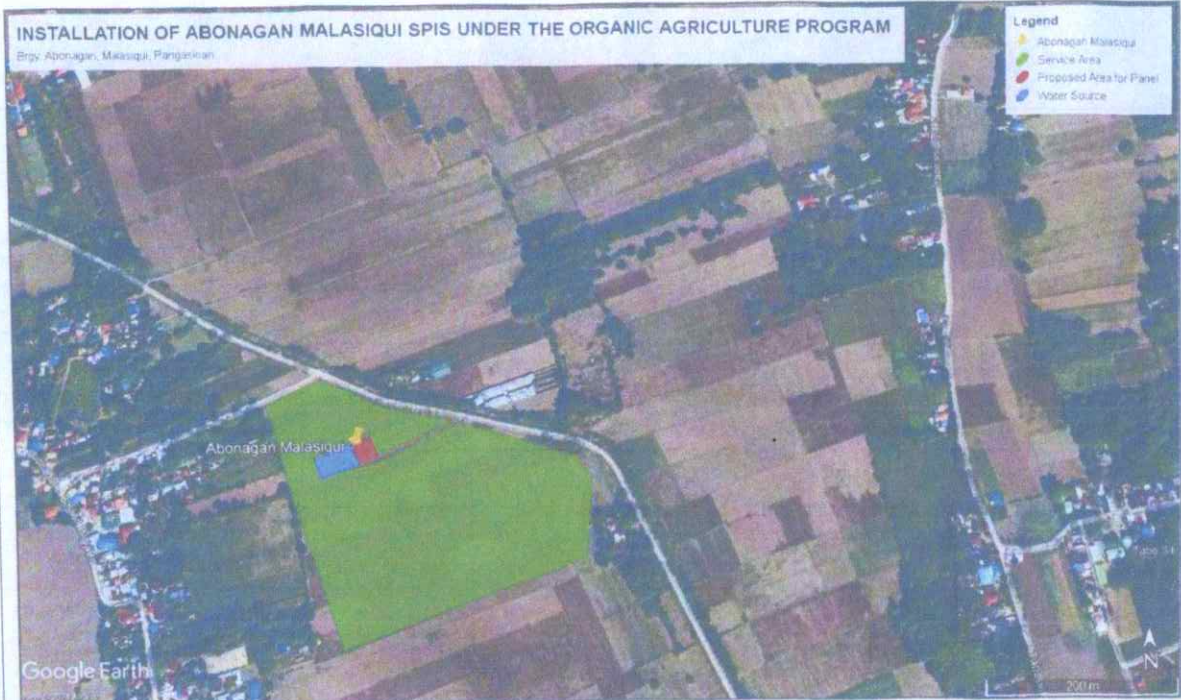 INSTALLATION OF ABONAGAN MALASIQUI SPIS UNDER THE ORGANIC AGRICULTURE PROGRAM
Brgy. Abonagan, Malasiqui, Pangasinan
Legend
Abonagan Malasiqui
Service Area
Proposed Area for Panel
Water Source
Abonagan Malasiqui
Google Earth
N
200 m